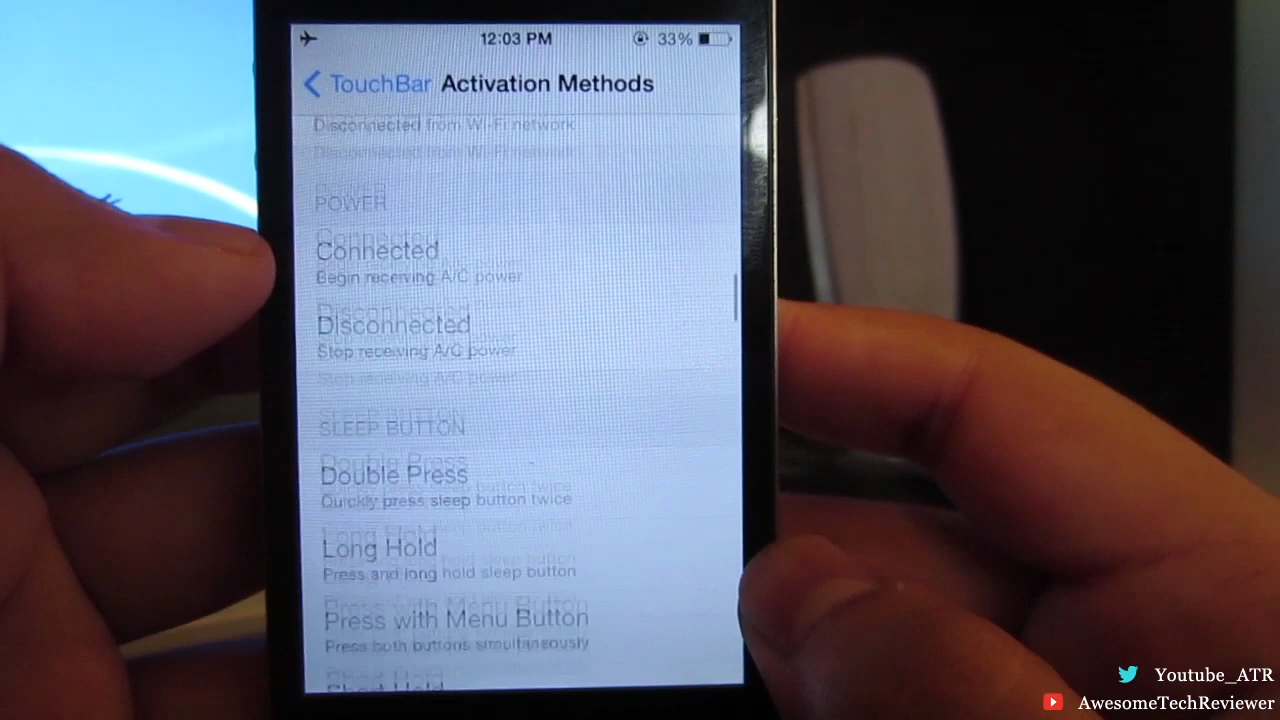 12:03 PM 33%
TouchBar Activation Methods
Disconnected from Wi-Fi network
POWER
Connected
Begin receiving A/C power
Disconnected
Stop receiving A/C power
SLEEP BUTTON
Double Press
Quickly press sleep button twice
Long Hold
Press and long hold sleep button
Press with Menu Button
Press both buttons simultaneously
Short Hold
Youtube_ATR
AwesomeTechReviewer